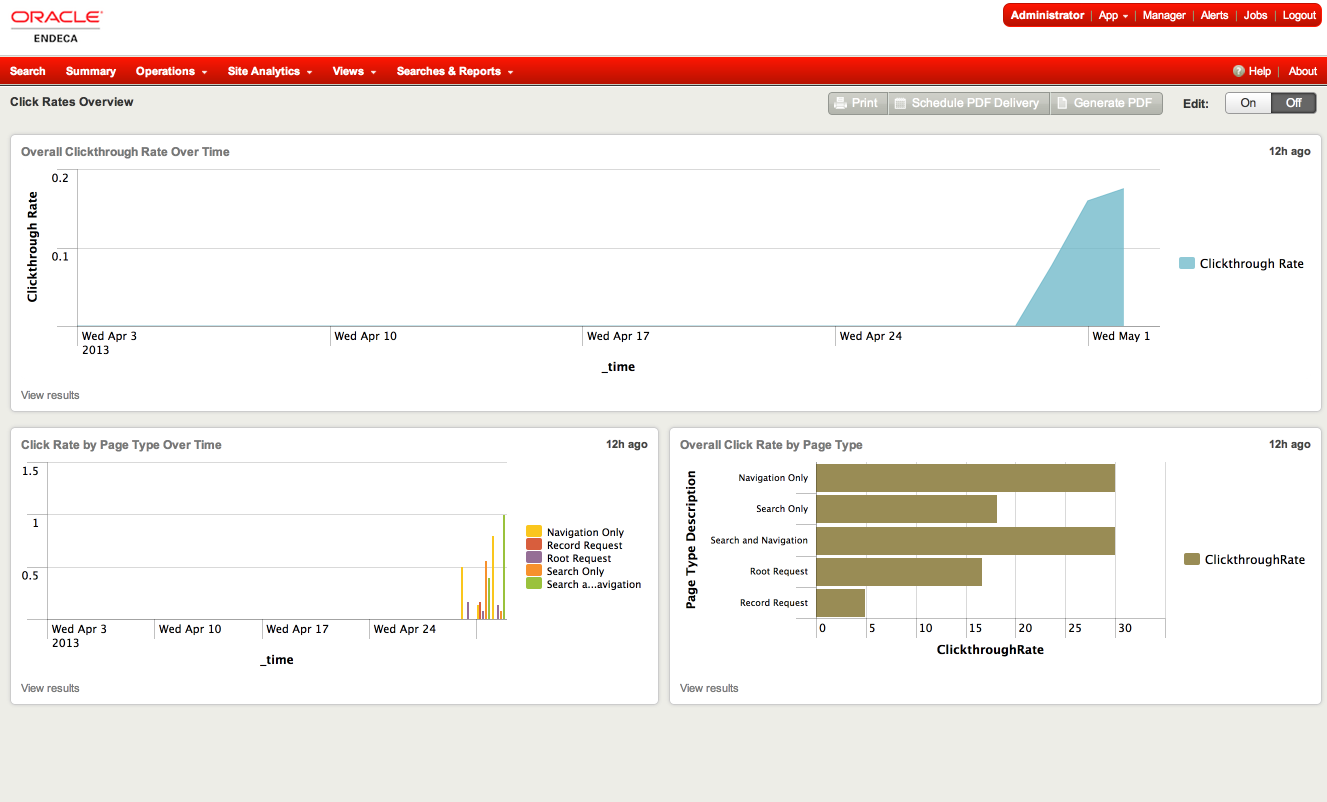 ORACLE
ENDECA
Administrator App Manager Alerts Jobs Logout
Search Summary Operations Site Analytics Views Searches & Reports Help About
Click Rates Overview Print Schedule PDF Delivery Generate PDF Edit: On Off
Overall Clickthrough Rate Over Time 12h ago
0.2
0.1
Clickthrough Rate
Clickthrough Rate
Wed Apr 3 Wed Apr 10 Wed Apr 17 Wed Apr 24 Wed May 1
2013
_time
View results
Click Rate by Page Type Over Time 12h ago
1.5
1
0.5
Navigation Only
Record Request
Root Request
Search Only
Search a...avigation
Wed Apr 3 Wed Apr 10 Wed Apr 17 Wed Apr 24
2013
_time
View results
Overall Click Rate by Page Type 12h ago
Page Type Description
Navigation Only
Search Only
Search and Navigation
Root Request
Record Request
ClickthroughRate
0 5 10 15 20 25 30
ClickthroughRate
View results